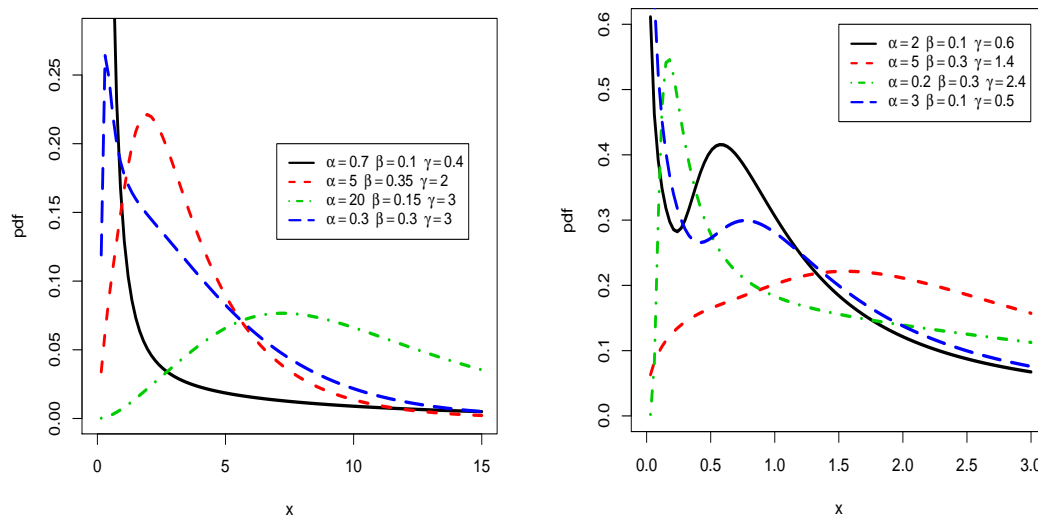 0.00 0.05 0.10 0.15 0.20 0.25
pdf
α = 0.7 β = 0.1 γ = 0.4
α = 5 β = 0.35 γ = 2
α = 20 β = 0.15 γ = 3
α = 0.3 β = 0.3 γ = 3
0 5 10 15
x
0.0 0.1 0.2 0.3 0.4 0.5 0.6
pdf
α = 2 β = 0.1 γ = 0.6
α = 5 β = 0.3 γ = 1.4
α = 0.2 β = 0.3 γ = 2.4
α = 3 β = 0.1 γ = 0.5
0.0 0.5 1.0 1.5 2.0 2.5 3.0
x